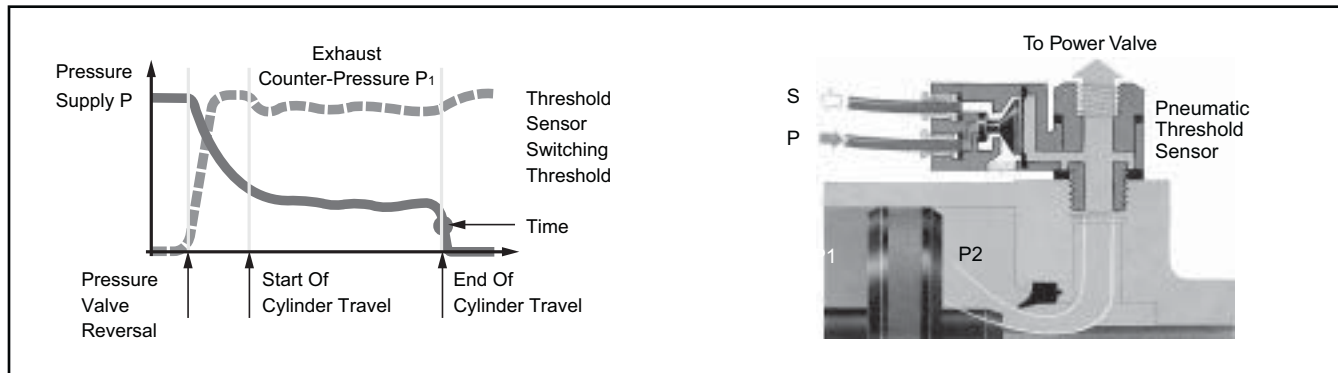 Pressure
Supply P
Exhaust
Counter-Pressure P1
Threshold
Sensor
Switching
Threshold
Time
Pressure
Valve
Reversal
Start Of
Cylinder Travel
End Of
Cylinder Travel
To Power Valve
S
P
Pneumatic
Threshold
Sensor
P1
P2